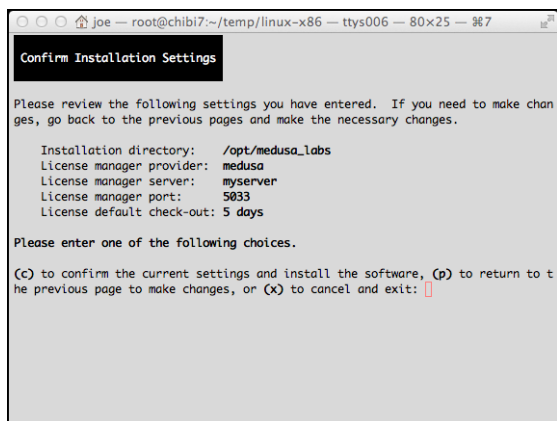 joe — root@chibi7:~/temp/linux-x86 — ttys006 — 80×25 — ⌘7
Confirm Installation Settings
Please review the following settings you have entered.  If you need to make chan
ges, go back to the previous pages and make the necessary changes.
Installation directory: /opt/medusa_labs
License manager provider: medusa
License manager server: myserver
License manager port: 5033
License default check-out: 5 days
Please enter one of the following choices.
(c) to confirm the current settings and install the software, (p) to return to t
he previous page to make changes, or (x) to cancel and exit: